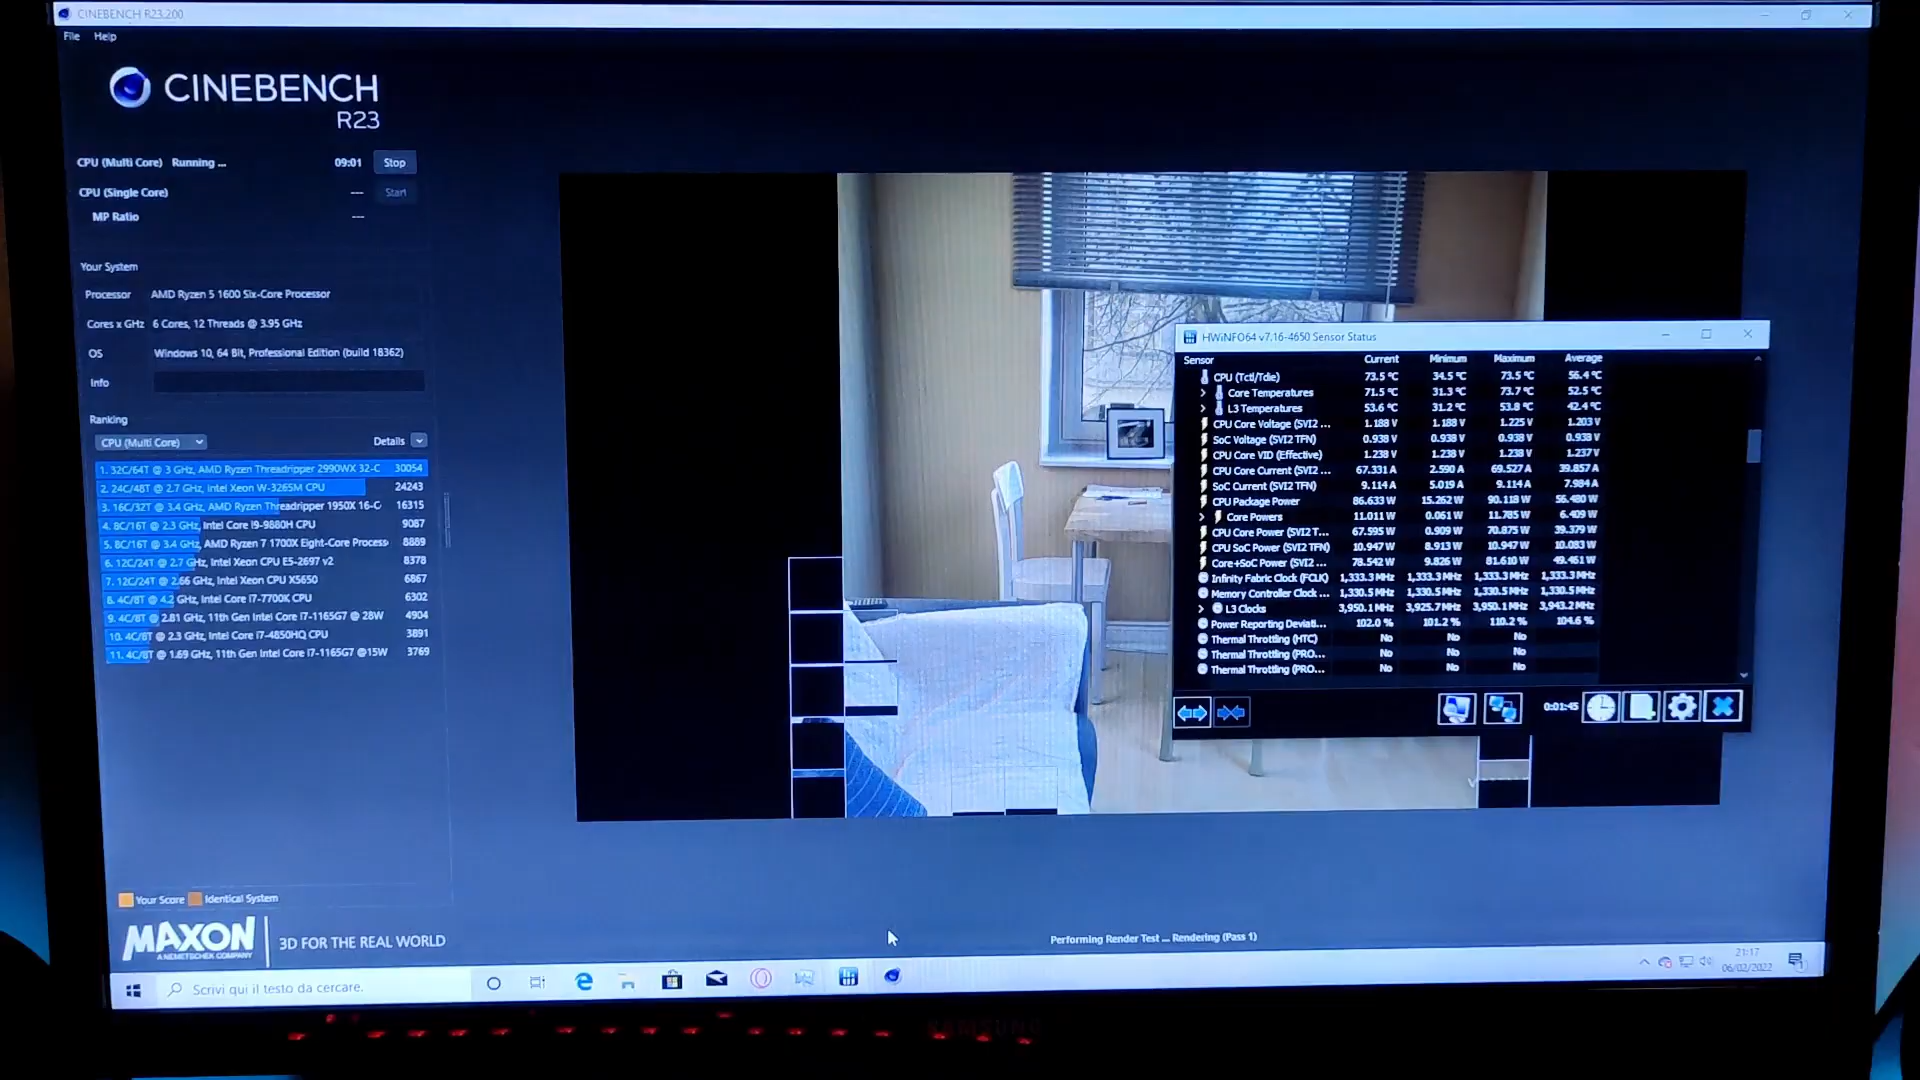 CINEBENCH R23.200
File Help
CINEBENCH
R23
CPU (Multi Core) Running ... 09:01 Stop
CPU (Single Core) --- Start
MP Ratio ---
Your System
Processor AMD Ryzen 5 1600 Six-Core Processor
Cores x GHz 6 Cores, 12 Threads @ 3.95 GHz
OS Windows 10, 64 Bit, Professional Edition (build 18362)
Info
Ranking
CPU (Multi Core) Details
1. 32C/64T @ 3 GHz, AMD Ryzen Threadripper 2990WX 32-C 30054
2. 24C/48T @ 2.7 GHz, Intel Xeon W-3265M CPU 24243
3. 16C/32T @ 3.4 GHz, AMD Ryzen Threadripper 1950X 16-C 16315
4. 8C/16T @ 2.3 GHz, Intel Core i9-9880H CPU 9087
5. 8C/16T @ 3.4 GHz, AMD Ryzen 7 1700X Eight-Core Process 8889
6. 12C/24T @ 2.7 GHz, Intel Xeon CPU E5-2697 v2 8378
7. 12C/24T @ 2.66 GHz, Intel Xeon CPU X5650 6867
8. 4C/8T @ 4.2 GHz, Intel Core i7-7700K CPU 6302
9. 4C/8T @ 2.81 GHz, 11th Gen Intel Core i7-1165G7 @ 28W 4904
10. 4C/8T @ 2.3 GHz, Intel Core i7-4850HQ CPU 3891
11. 4C/8T @ 1.69 GHz, 11th Gen Intel Core i7-1165G7 @15W 3769
Your Score Identical System
MAXON
A NEMETSCHEK COMPANY
3D FOR THE REAL WORLD
Performing Render Test ... Rendering (Pass 1)
HWiNFO64 v7.16-4650 Sensor Status
Sensor Current Minimum Maximum Average
CPU (Tctl/Tdie) 73.5 °C 34.5 °C 73.5 °C 56.4 °C
Core Temperatures 71.5 °C 31.3 °C 73.7 °C 52.5 °C
L3 Temperatures 53.6 °C 31.2 °C 53.8 °C 42.4 °C
CPU Core Voltage (SVI2 ... 1.188 V 1.188 V 1.225 V 1.203 V
SoC Voltage (SVI2 TFN) 0.938 V 0.938 V 0.938 V 0.938 V
CPU Core VID (Effective) 1.238 V 1.238 V 1.238 V 1.237 V
CPU Core Current (SVI2 ... 67.331 A 2.590 A 69.527 A 39.857 A
SoC Current (SVI2 TFN) 9.114 A 5.019 A 9.114 A 7.984 A
CPU Package Power 86.633 W 15.262 W 90.118 W 56.480 W
Core Powers 11.011 W 0.061 W 11.785 W 6.409 W
CPU Core Power (SVI2 T... 67.595 W 0.909 W 70.875 W 39.379 W
CPU SoC Power (SVI2 TFN) 10.947 W 8.913 W 10.947 W 10.083 W
Core+SoC Power (SVI2 ... 78.542 W 9.826 W 81.610 W 49.461 W
Infinity Fabric Clock (FCLK) 1,333.3 MHz 1,333.3 MHz 1,333.3 MHz 1,333.3 MHz
Memory Controller Clock ... 1,330.5 MHz 1,330.5 MHz 1,330.5 MHz 1,330.5 MHz
L3 Clocks 3,950.1 MHz 3,925.7 MHz 3,950.1 MHz 3,943.2 MHz
Power Reporting Deviati... 102.0 % 101.2 % 110.2 % 104.6 %
Thermal Throttling (HTC) No No No
Thermal Throttling (PRO... No No No
Thermal Throttling (PRO... No No No
0:01:45
Scrivi qui il testo da cercare.
21:17
06/02/2022
SAMSUNG